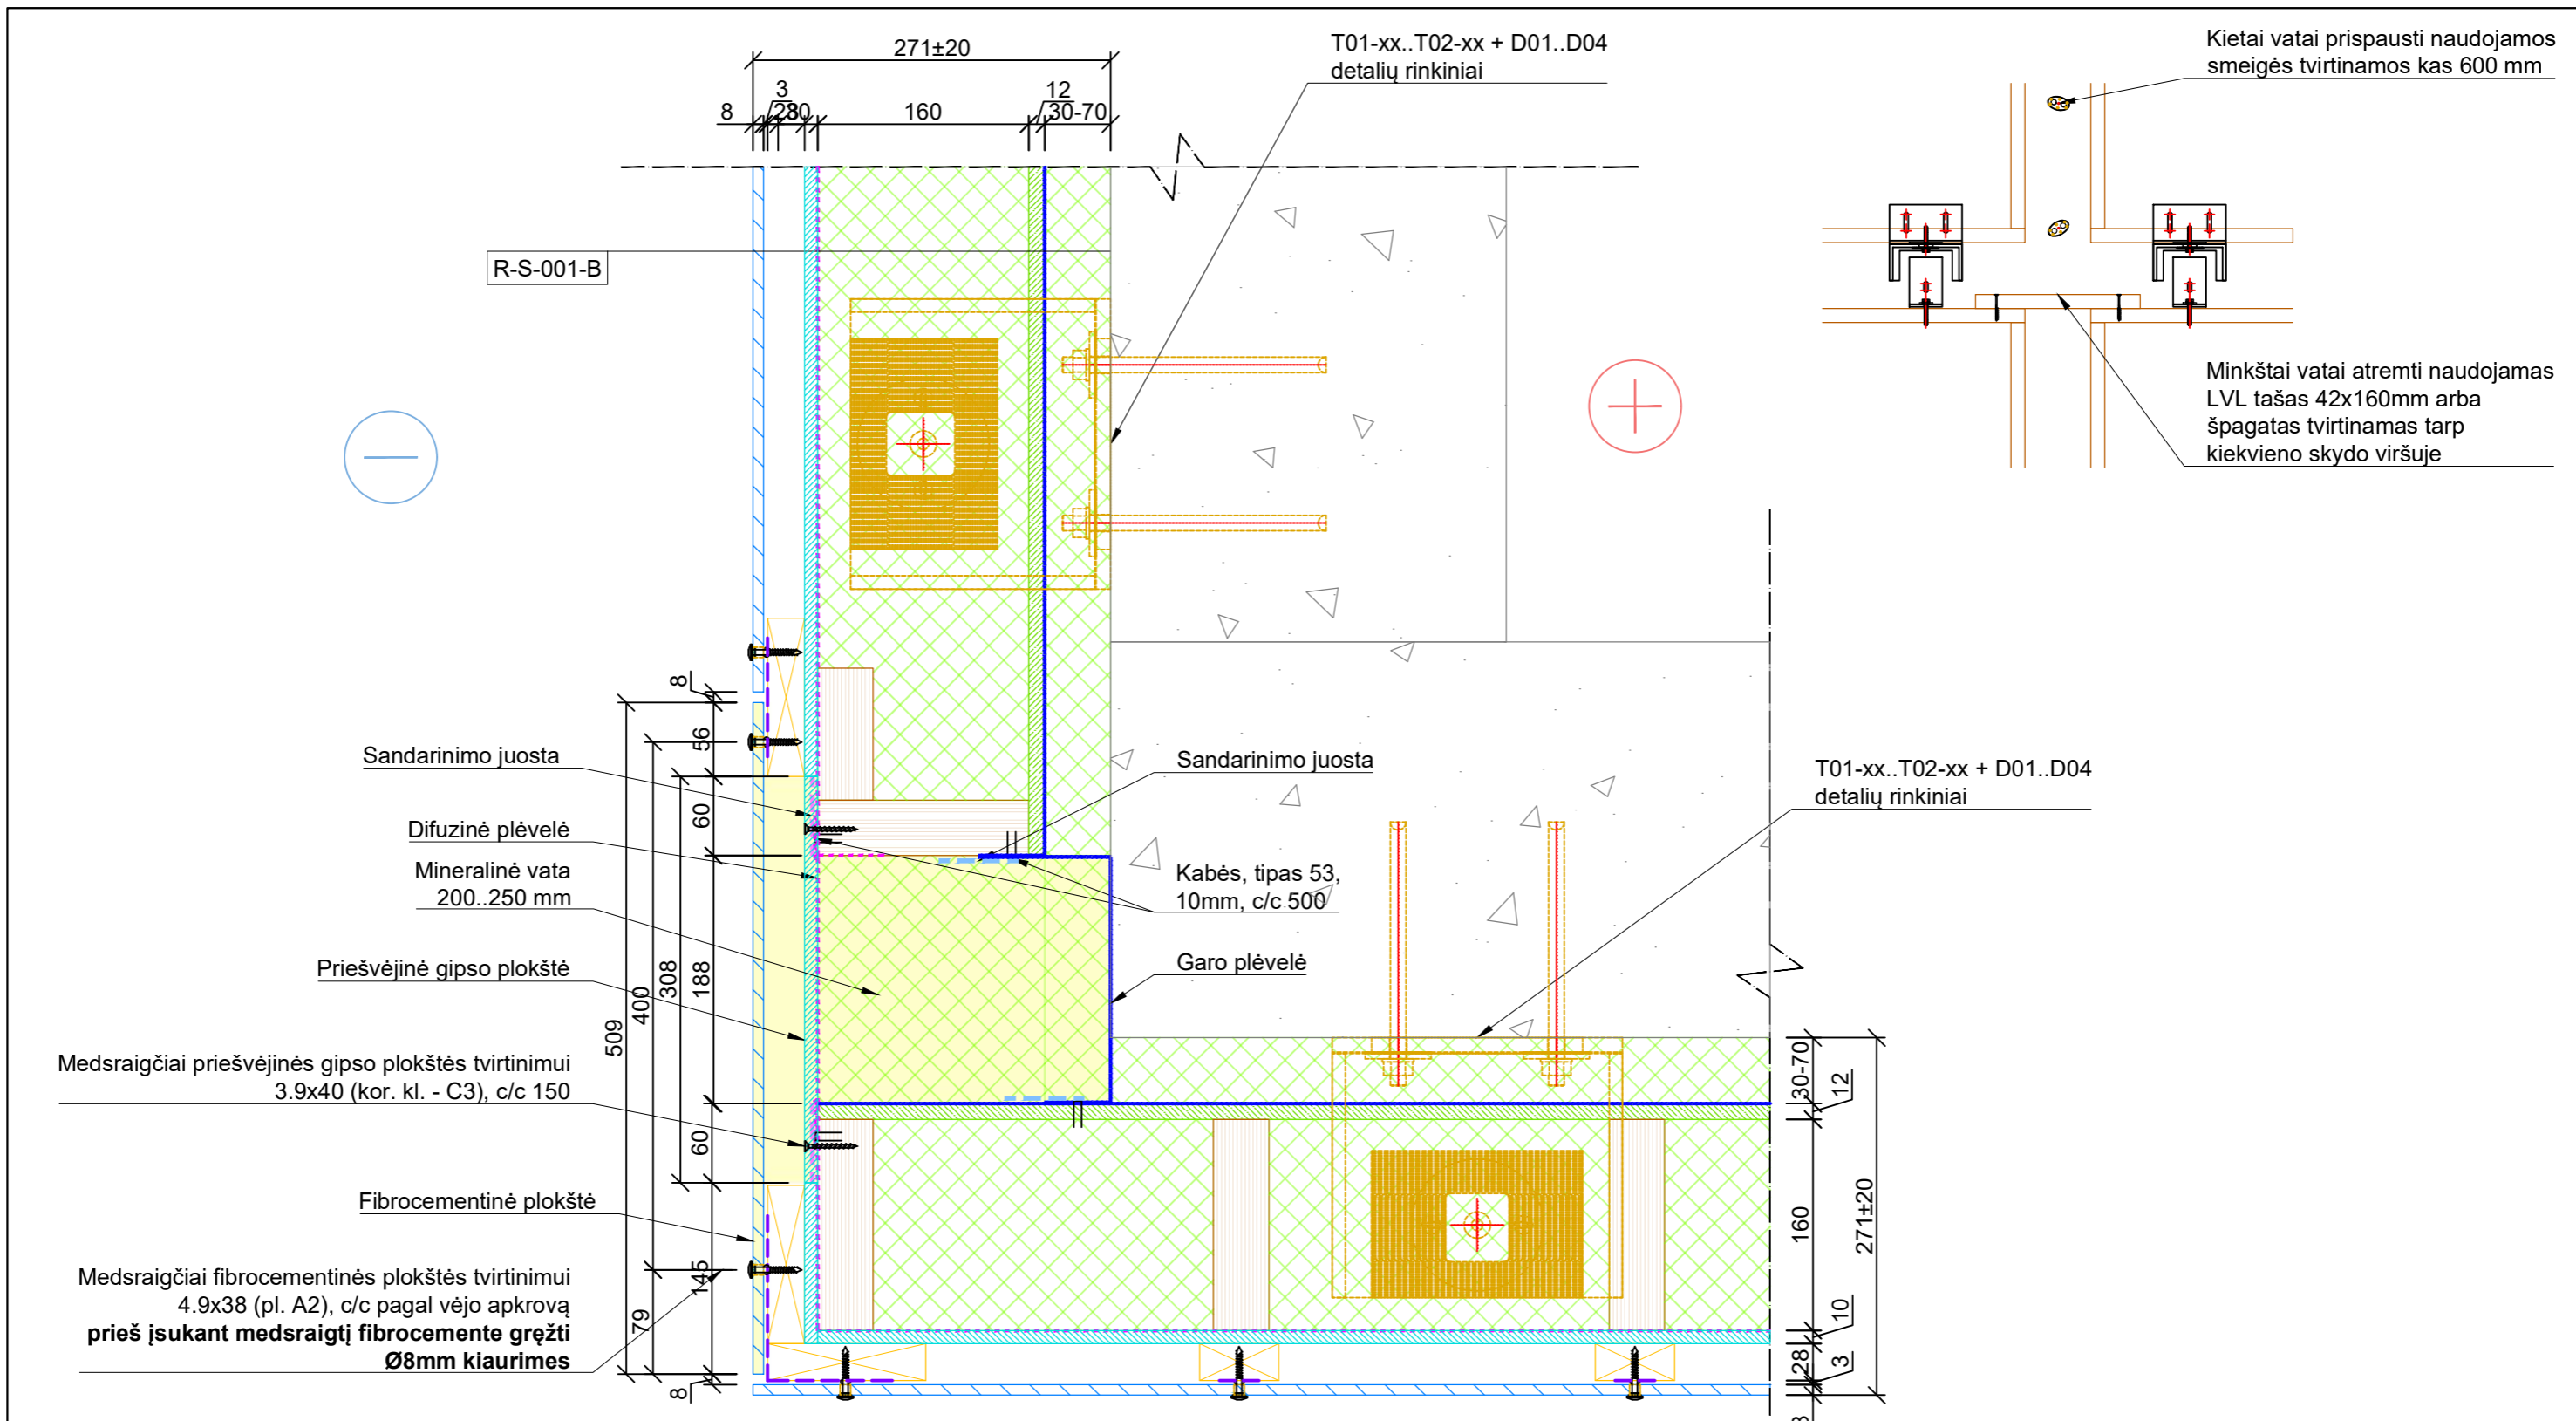 271±20
3
12
8
28
10
160
30-70
T01-xx..T02-xx + D01..D04
detalių rinkiniai
Kietai vatai prispausti naudojamos
smeigės tvirtinamos kas 600 mm
R-S-001-B
Minkštai vatai atremti naudojamas
LVL tašas 42x160mm arba
špagatas tvirtinamas tarp
kiekvieno skydo viršuje
Sandarinimo juosta
Difuzinė plėvelė
Mineralinė vata
200..250 mm
Priešvėjinė gipso plokštė
Medsraigčiai priešvėjinės gipso plokštės tvirtinimui
3.9x40 (kor. kl. - C3), c/c 150
Fibrocementinė plokštė
Medsraigčiai fibrocementinės plokštės tvirtinimui
4.9x38 (pl. A2), c/c pagal vėjo apkrovą
prieš įsukant medsraigtį fibrocemente gręžti
Ø8mm kiaurimes
8
56
60
188
60
145
8
308
400
79
509
Sandarinimo juosta
Kabės, tipas 53,
10mm, c/c 500
Garo plėvelė
T01-xx..T02-xx + D01..D04
detalių rinkiniai
30-70
12
160
10
28
3
8
271±20